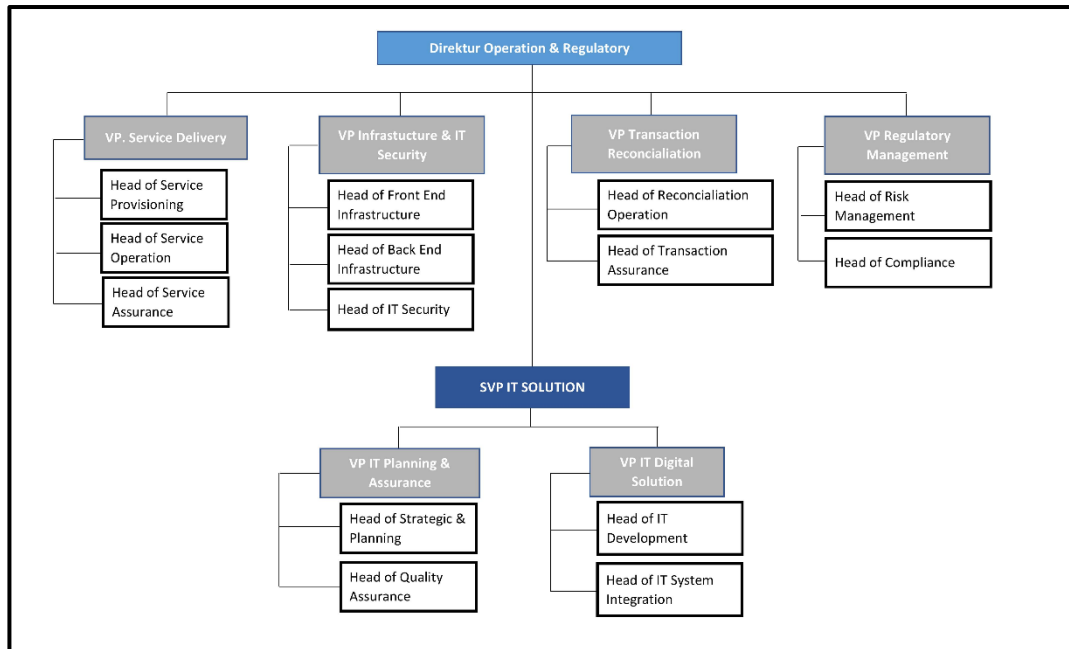 Direktur Operation & Regulatory
VP. Service Delivery
Head of Service
Provisioning
Head of Service
Operation
Head of Service
Assurance
VP Infrastucture & IT
Security
Head of Front End
Infrastructure
Head of Back End
Infrastructure
Head of IT Security
VP Transaction
Reconcialiation
Head of Reconcialiation
Operation
Head of Transaction
Assurance
VP Regulatory
Management
Head of Risk
Management
Head of Compliance
SVP IT SOLUTION
VP IT Planning &
Assurance
Head of Strategic &
Planning
Head of Quality
Assurance
VP IT Digital
Solution
Head of IT
Development
Head of IT System
Integration